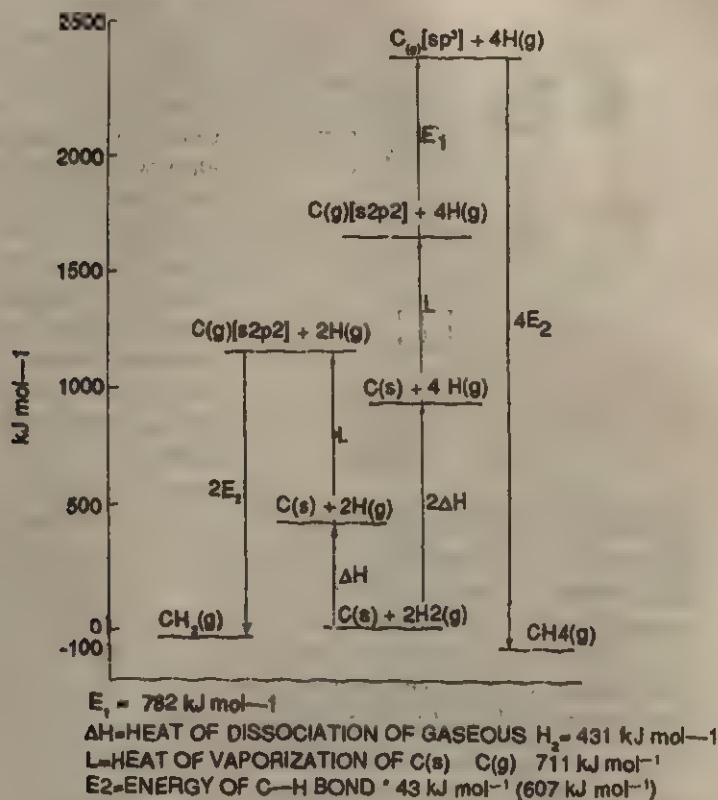 2500
C(g)[sp³] + 4H(g)
E₁
2000
C(g)[s2p2] + 4H(g)
1500
L
4E₂
C(g)[s2p2] + 2H(g)
kJ mol—1
1000
C(s) + 4 H(g)
L
2E₂
2ΔH
500
C(s) + 2H(g)
ΔH
0
CH₂(g)
C(s) + 2H2(g)
-100
CH4(g)
E₁ = 782 kJ mol—1
ΔH=HEAT OF DISSOCIATION OF GASEOUS H₂= 431 kJ mol—1
L=HEAT OF VAPORIZATION OF C(s) C(g) 711 kJ mol⁻¹
E2=ENERGY OF C—H BOND 43 kJ mol⁻¹ (607 kJ mol⁻¹)